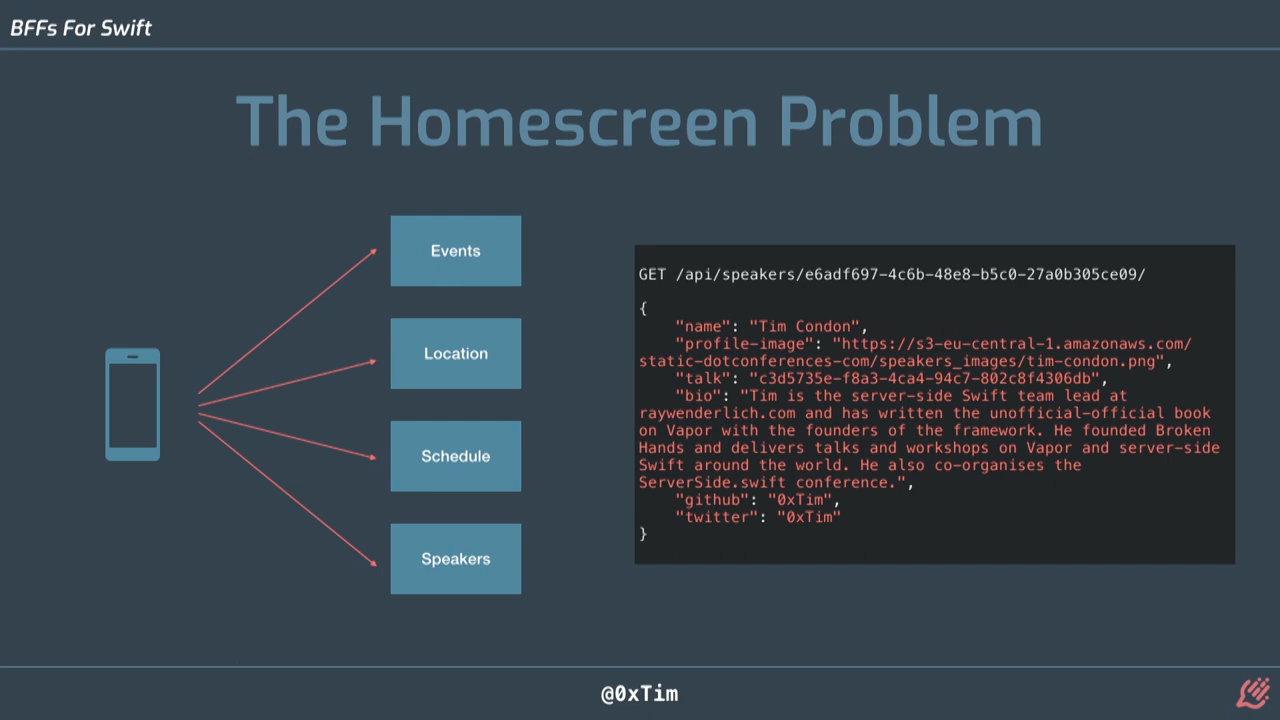 BFFs For Swift
The Homescreen Problem
Events
Location
Schedule
Speakers
GET /api/speakers/e6adf697-4c6b-48e8-b5c0-27a0b305ce09/
{
"name": "Tim Condon",
"profile-image": "https://s3-eu-central-1.amazonaws.com/
static-dotconferences-com/speakers_images/tim-condon.png",
"talk": "c3d5735e-f8a3-4ca4-94c7-802c8f4306db",
"bio": "Tim is the server-side Swift team lead at
raywenderlich.com and has written the unofficial-official book
on Vapor with the founders of the framework. He founded Broken
Hands and delivers talks and workshops on Vapor and server-side
Swift around the world. He also co-organises the
ServerSide.swift conference.",
"github": "0xTim",
"twitter": "0xTim"
}
@0xTim